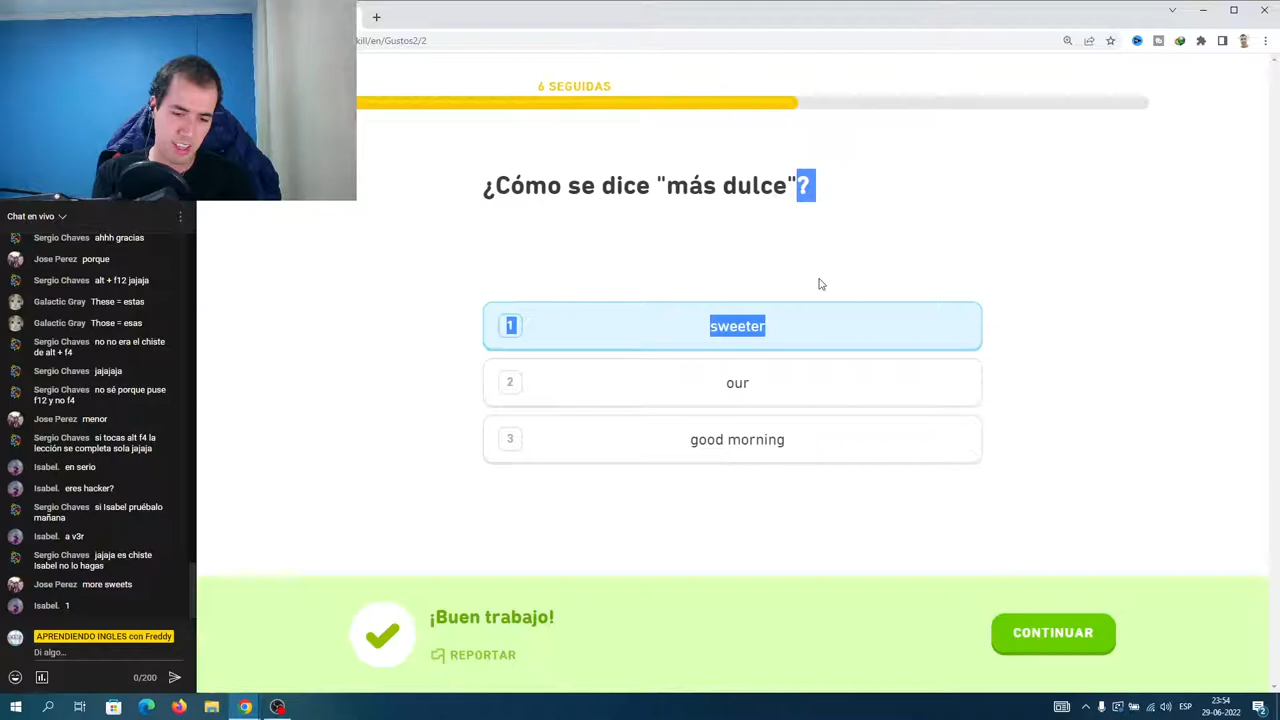 kill/en/Gustos2/2
6 SEGUIDAS
¿Cómo se dice "más dulce"?
1 sweeter
2 our
3 good morning
¡Buen trabajo!
REPORTAR
CONTINUAR
Chat en vivo
Sergio Chaves ahhh gracias
Jose Perez porque
Sergio Chaves alt + f12 jajaja
Galactic Gray These = estas
Galactic Gray Those = esas
Sergio Chaves no no era el chiste
de alt + f4
Sergio Chaves jajajaja
Sergio Chaves no sé porque puse
f12 y no f4
Jose Perez menor
Sergio Chaves si tocas alt f4 la
lección se completa sola jajaja
Isabel. en serio
Isabel. eres hacker?
Sergio Chaves si Isabel pruébalo
mañana
Isabel. a v3r
Sergio Chaves jajaja es chiste
Isabel no lo hagas
Jose Perez more sweets
Isabel. 1
APRENDIENDO INGLES con Freddy
Di algo...
0/200
ESP
23:54
29-06-2022
2